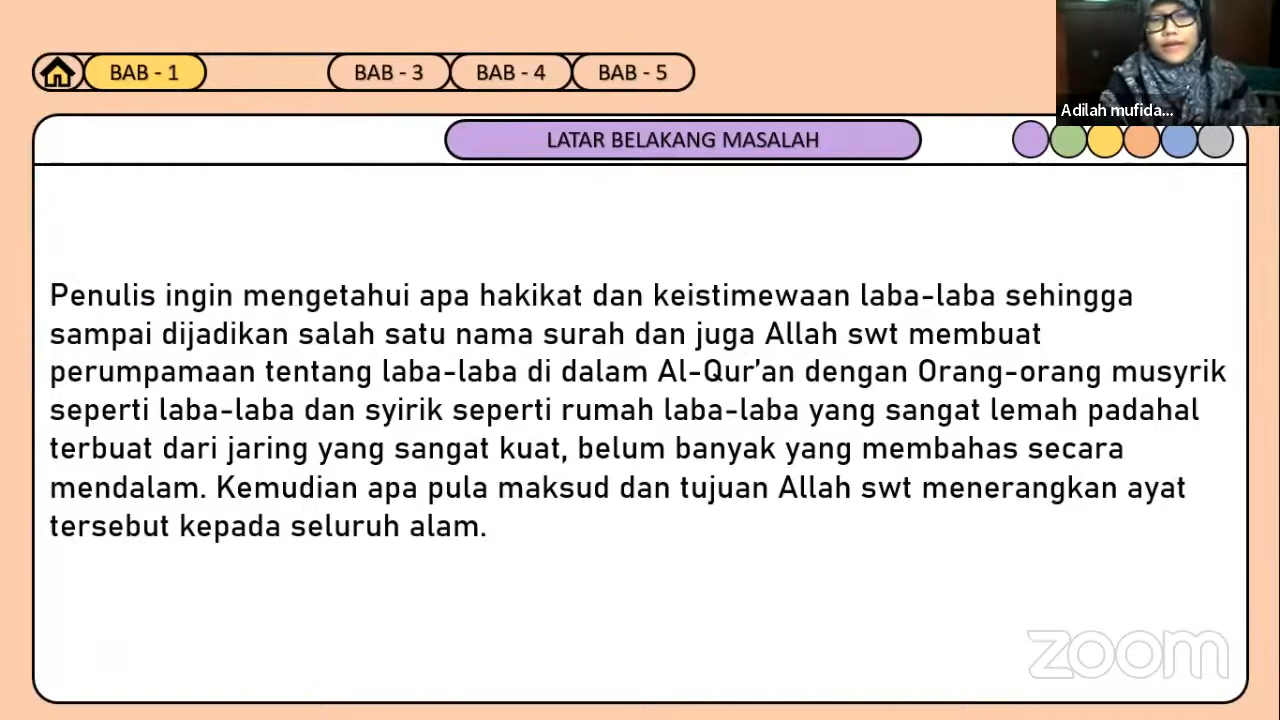 BAB - 1
BAB - 3
BAB - 4
BAB - 5
Adilah mufida...
LATAR BELAKANG MASALAH
Penulis ingin mengetahui apa hakikat dan keistimewaan laba-laba sehingga
sampai dijadikan salah satu nama surah dan juga Allah swt membuat
perumpamaan tentang laba-laba di dalam Al-Qur’an dengan Orang-orang musyrik
seperti laba-laba dan syirik seperti rumah laba-laba yang sangat lemah padahal
terbuat dari jaring yang sangat kuat, belum banyak yang membahas secara
mendalam. Kemudian apa pula maksud dan tujuan Allah swt menerangkan ayat
tersebut kepada seluruh alam.
zoom